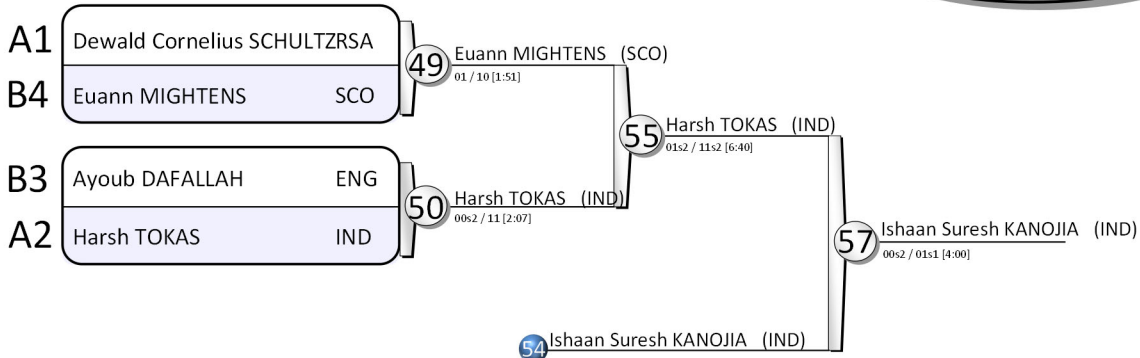 A1 Dewald Cornelius SCHULTZRSA
B4 Euann MIGHTENS SCO
49 Euann MIGHTENS (SCO)
01 / 10 [1:51]
B3 Ayoub DAFALLAH ENG
A2 Harsh TOKAS IND
50 Harsh TOKAS (IND)
00s2 / 11 [2:07]
55 Harsh TOKAS (IND)
01s2 / 11s2 [6:40]
57 Ishaan Suresh KANOJIA (IND)
00s2 / 01s1 [4:00]
54 Ishaan Suresh KANOJIA (IND)